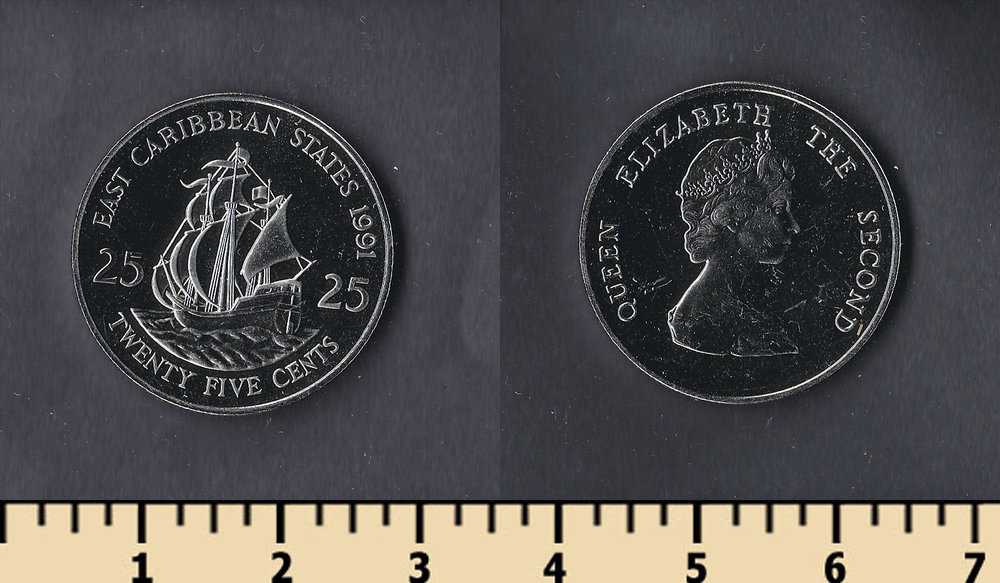 EAST CARIBBEAN STATES 1991
25 25
TWENTY FIVE CENTS
QUEEN ELIZABETH THE SECOND
1 2 3 4 5 6 7